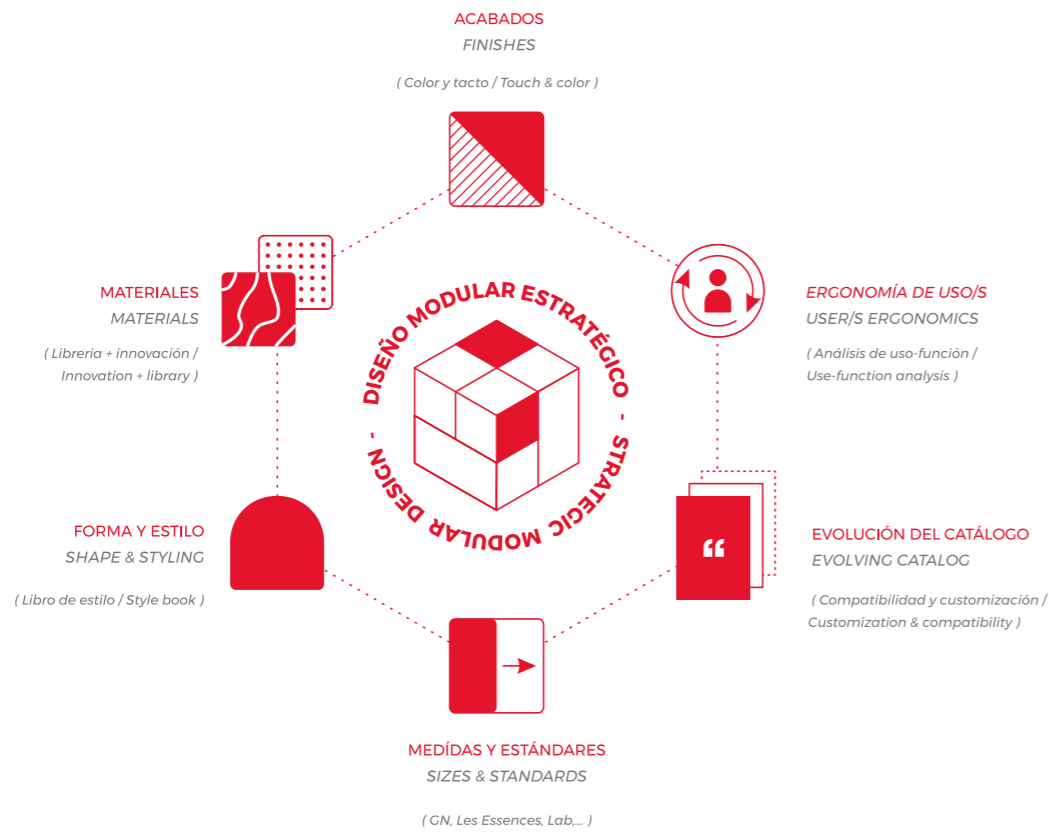 ACABADOS
FINISHES
( Color y tacto / Touch & color )
MATERIALES
MATERIALS
( Libreria + innovación /
Innovation + library )
ERGONOMÍA DE USO/S
USER/S ERGONOMICS
( Análisis de uso-función /
Use-function analysis )
DISEÑO MODULAR ESTRATÉGICO - STRATEGIC MODULAR DESIGN -
FORMA Y ESTILO
SHAPE & STYLING
( Libro de estilo / Style book )
“
EVOLUCIÓN DEL CATÁLOGO
EVOLVING CATALOG
( Compatibilidad y customización /
Customization & compatibility )
MEDÍDAS Y ESTÁNDARES
SIZES & STANDARDS
( GN, Les Essences, Lab,... )